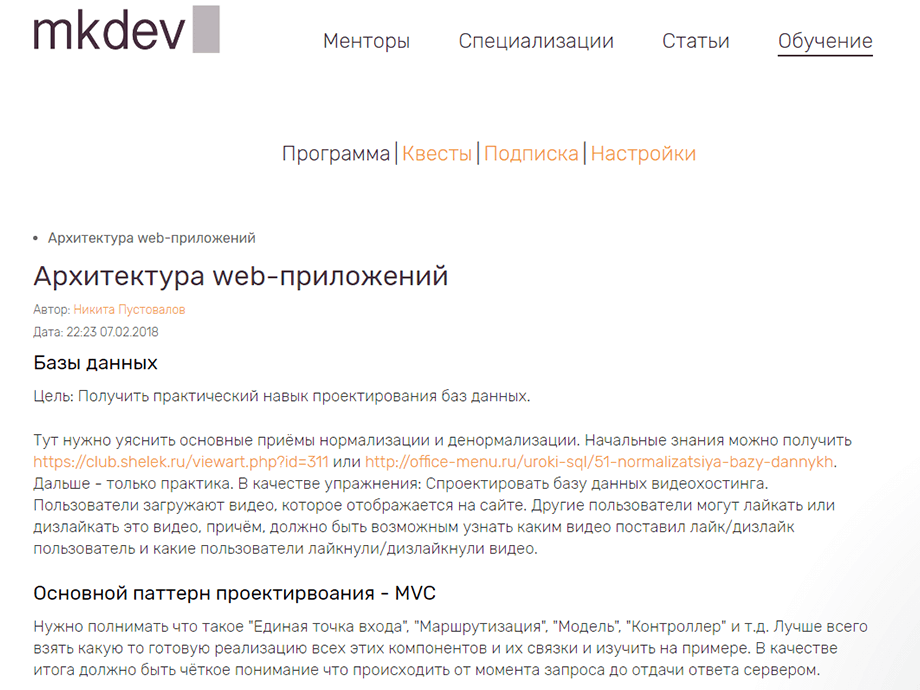 mkdev
Менторы Специализации Статьи Обучение
Программа|Квесты|Подписка|Настройки
• Архитектура web-приложений
Архитектура web-приложений
Автор: Никита Пустовалов
Дата: 22:23 07.02.2018
Базы данных
Цель: Получить практический навык проектирования баз данных.
Тут нужно уяснить основные приёмы нормализации и денормализации. Начальные знания можно получить
https://club.shelek.ru/viewart.php?id=311 или http://office-menu.ru/uroki-sql/51-normalizatsiya-bazy-dannykh.
Дальше - только практика. В качестве упражнения: Спроектировать базу данных видеохостинга.
Пользователи загружают видео, которое отображается на сайте. Другие пользователи могут лайкать или
дизлайкать это видео, причём, должно быть возможным узнать каким видео поставил лайк/дизлайк
пользователь и какие пользователи лайкнули/дизлайкнули видео.
Основной паттерн проектирвоания - MVC
Нужно полнимать что такое "Единая точка входа", "Маршрутизация", "Модель", "Контроллер" и т.д. Лучше всего
взять какую то готовую реализацию всех этих компонентов и их связки и изучить на примере. В качестве
итога должно быть чёткое понимание что происходит от момента запроса до отдачи ответа сервером.